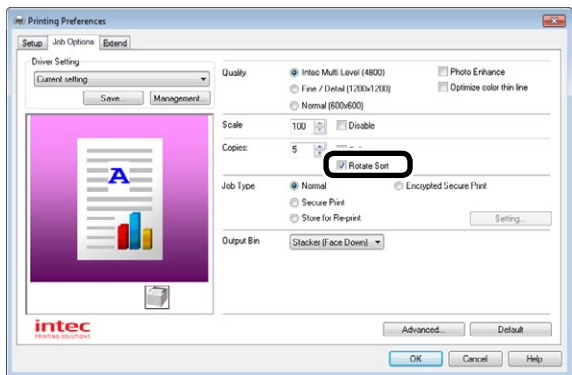 Printing Preferences
Setup Job Options Extend
Driver Setting
Current setting
Save... Management...
Quality
Intec Multi Level (4800)
Fine / Detail (1200x1200)
Normal (600x600)
Photo Enhance
Optimize color thin line
Scale 100 Disable
Copies: 5
Rotate Sort
Job Type
Normal Encrypted Secure Print
Secure Print
Store for Re-print Setting...
Output Bin Stacker (Face Down)
A
intec
PRINTING SOLUTIONS
Advanced... Default
OK Cancel Help